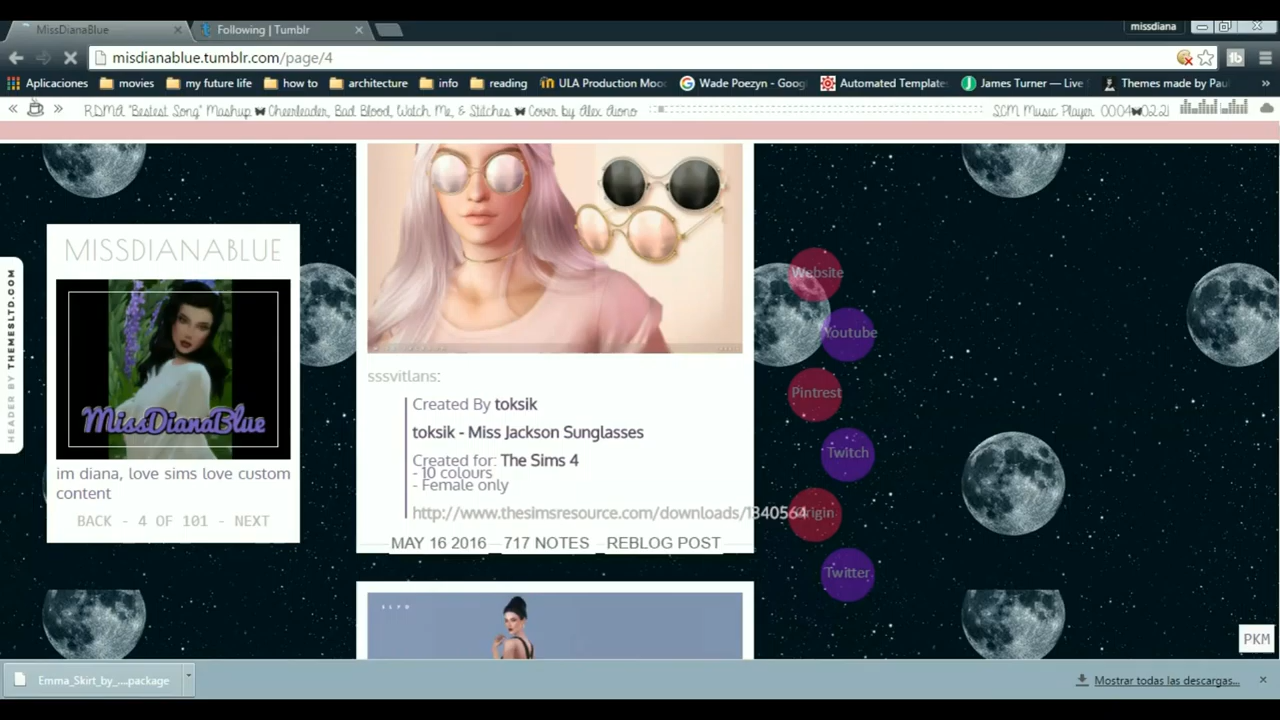 MissDianaBlue
Following | Tumblr
missdiana
misdianablue.tumblr.com/page/4
Aplicaciones movies my future life how to architecture info reading ULA Production Moo Wade Poezyn - Goog Automated Template James Turner — Live Themes made by Pau
RDMA "Bestest Song" Mashup Cheerleader, Bad Blood, Watch Me, & Stitches Cover by Alex Aiono
SCM Music Player
HEADER BY THEMESLTD.COM
MISSDIANABLUE
MissDianaBlue
im diana, love sims love custom
content
BACK - 4 OF 101 - NEXT
sssvitlans:
Created By toksik
toksik - Miss Jackson Sunglasses
Created for: The Sims 4
- 10 colours
- Female only
http://www.thesimsresource.com/downloads/1340564
MAY 16 2016 717 NOTES REBLOG POST
Website
Youtube
Pintrest
Twitch
Origin
Twitter
PKM
Emma_Skirt_by_....package
Mostrar todas las descargas...